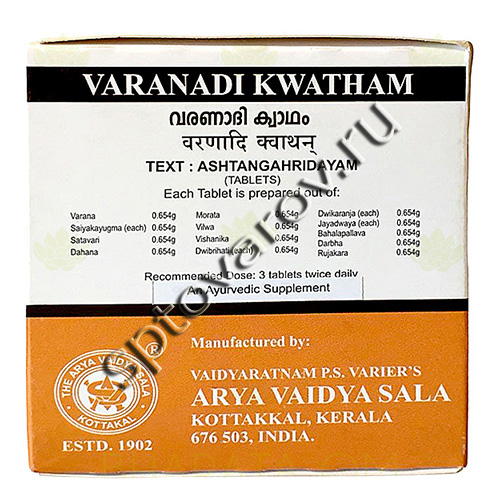 VARANADI KWATHAM
വരണാദി ക്വാഥം
वरणादि क्वाथन्
TEXT : ASHTANGAHRIDAYAM
(TABLETS)
Each Tablet is prepared out of:
Varana 0.654g
Saiyakayugma (each) 0.654g
Satavari 0.654g
Dahana 0.654g
Morata 0.654g
Vilwa 0.654g
Vishanika 0.654g
Dwibrihati (each) 0.654g
Dwikaranja (each) 0.654g
Jayadwaya (each) 0.654g
Bahalapallava 0.654g
Darbha 0.654g
Rujakara 0.654g
Recommended Dose: 3 tablets twice daily
An Ayurvedic Supplement
THE ARYA VAIDYA SALA
KOTTAKKAL
®
ESTD. 1902
Manufactured by:
VAIDYARATNAM P.S. VARIER'S
ARYA VAIDYA SALA
KOTTAKKAL, KERALA
676 503, INDIA.
optovarov.ru